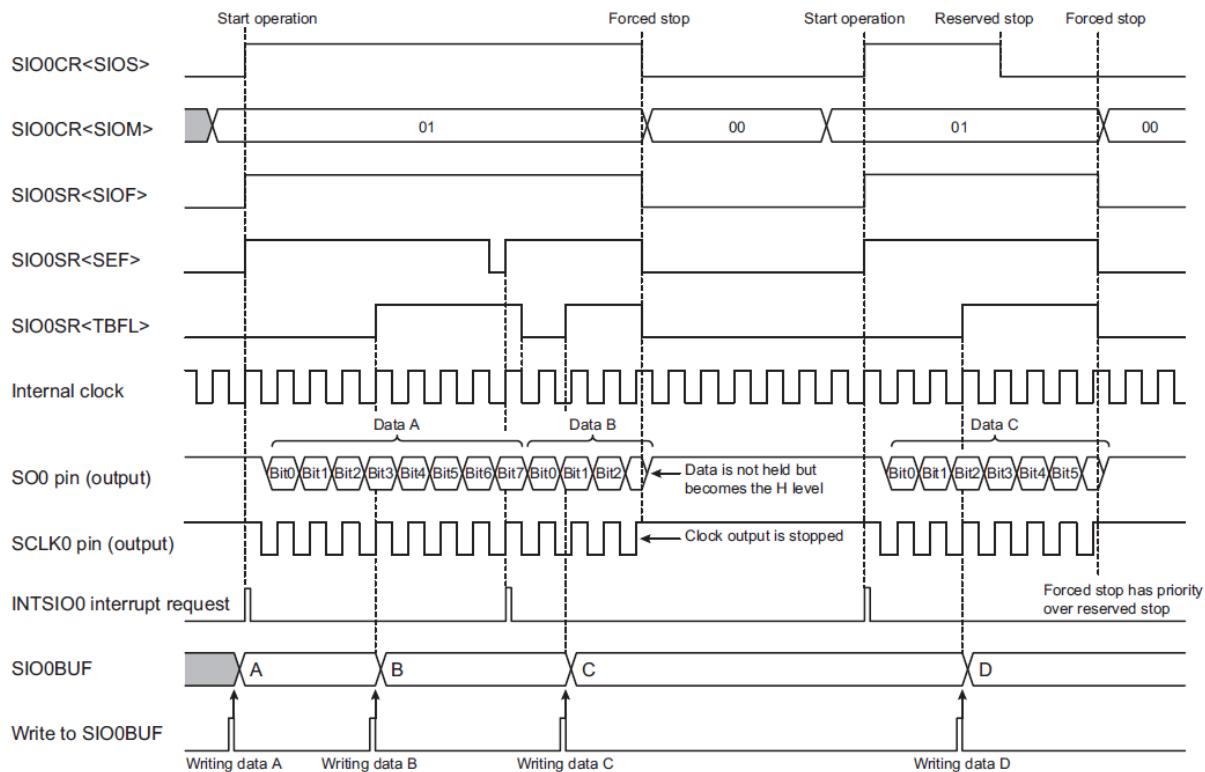 Start operation
Forced stop
Start operation
Reserved stop
Forced stop
SIO0CR<SIOS>
SIO0CR<SIOM>
01
00
01
00
SIO0SR<SIOF>
SIO0SR<SEF>
SIO0SR<TBFL>
Internal clock
Data A
Data B
Data C
SO0 pin (output)
Bit0 Bit1 Bit2 Bit3 Bit4 Bit5 Bit6 Bit7 Bit0 Bit1 Bit2
Data is not held but
becomes the H level
Bit0 Bit1 Bit2 Bit3 Bit4 Bit5
SCLK0 pin (output)
Clock output is stopped
INTSIO0 interrupt request
Forced stop has priority
over reserved stop
SIO0BUF
A
B
C
D
Write to SIO0BUF
Writing data A
Writing data B
Writing data C
Writing data D